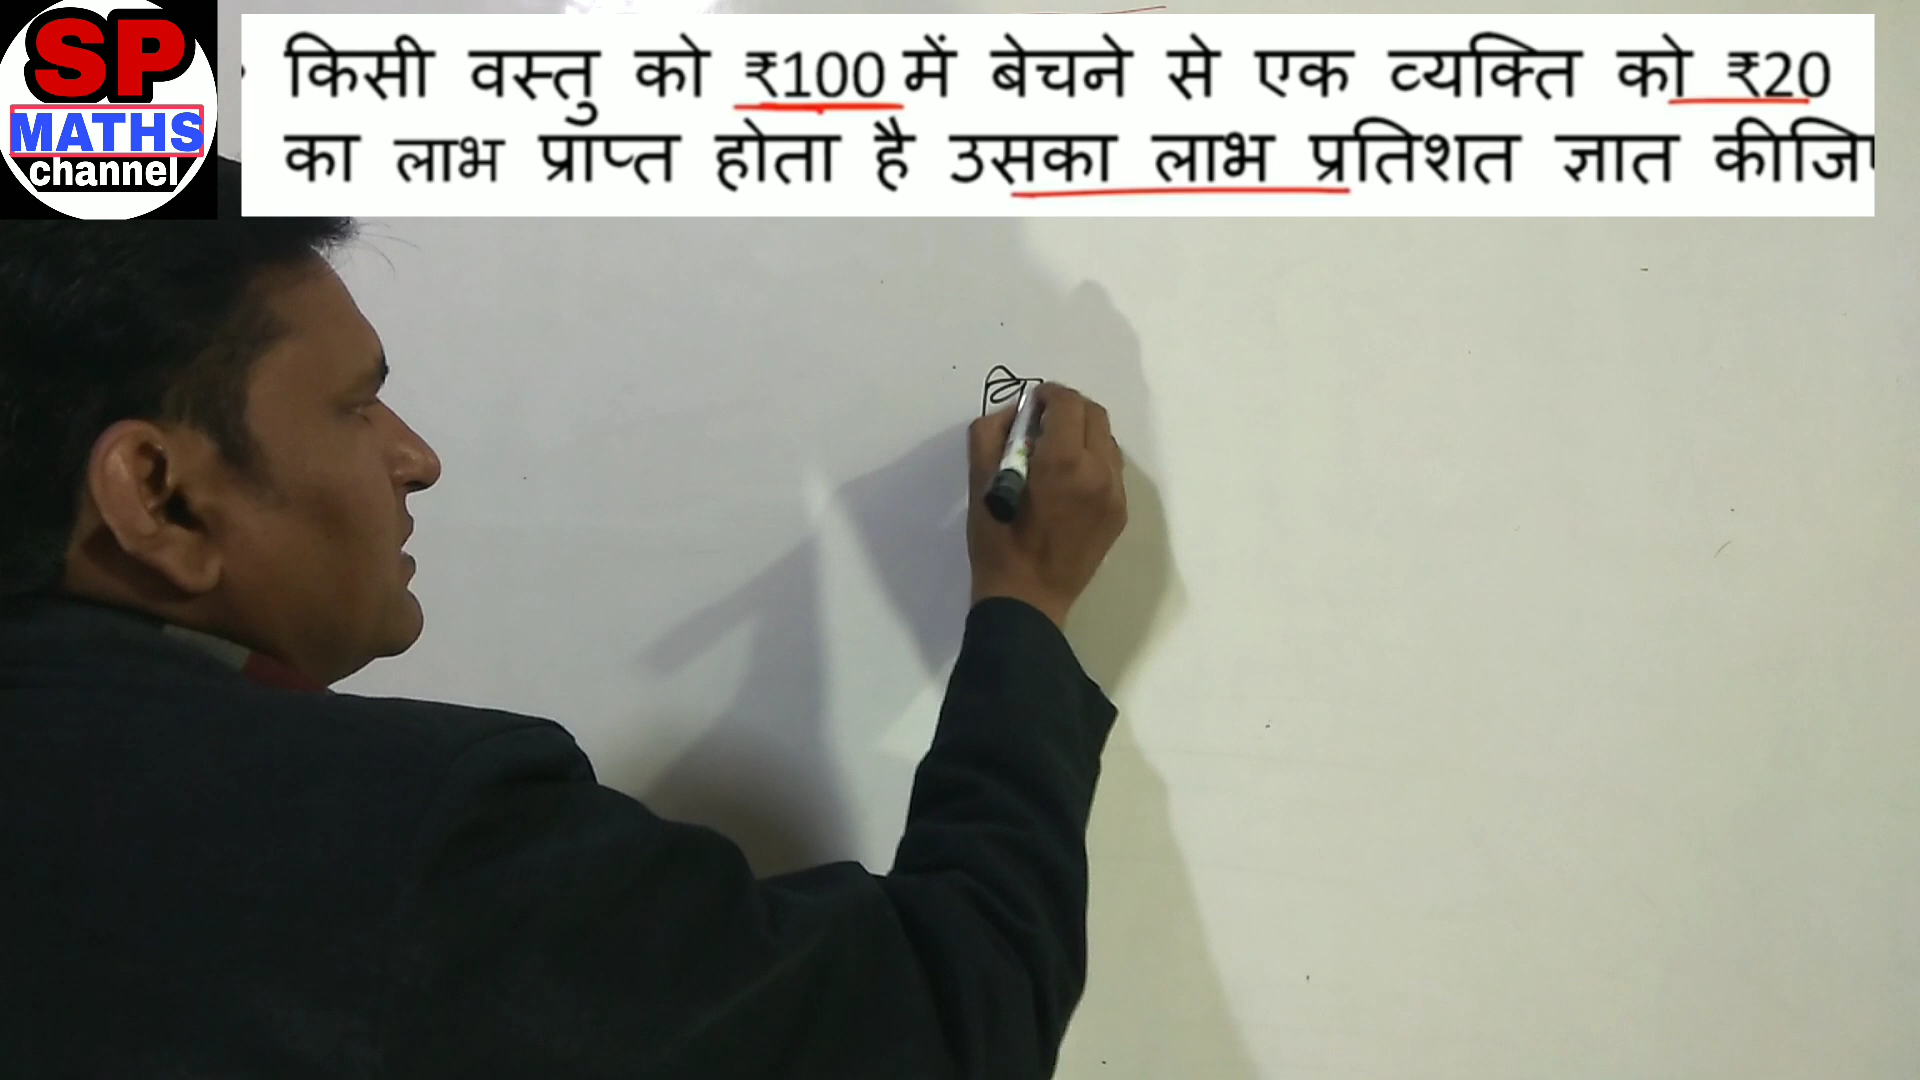 SP
MATHS
channel
किसी वस्तु को ₹100 में बेचने से एक व्यक्ति को ₹20
का लाभ प्राप्त होता है उसका लाभ प्रतिशत ज्ञात